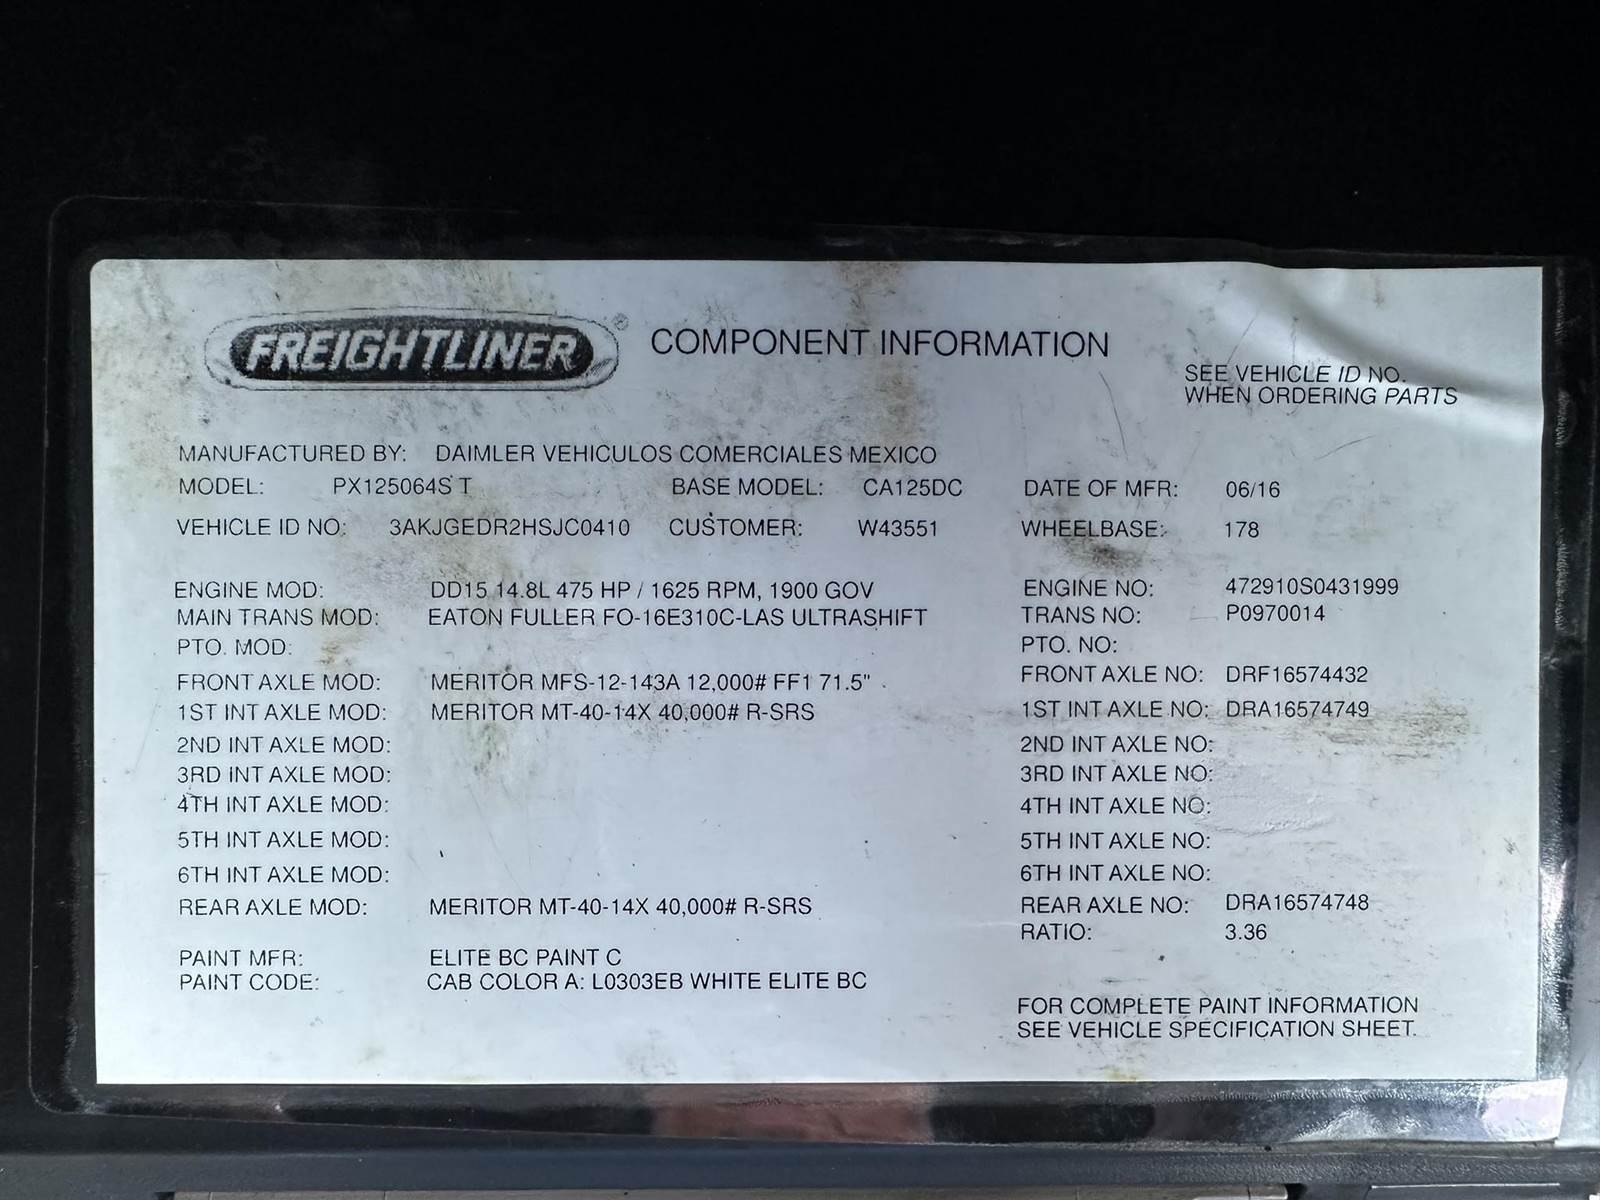 FREIGHTLINER® COMPONENT INFORMATION
SEE VEHICLE ID NO.
WHEN ORDERING PARTS
MANUFACTURED BY: DAIMLER VEHICULOS COMERCIALES MEXICO
MODEL: PX125064S T BASE MODEL: CA125DC DATE OF MFR: 06/16
VEHICLE ID NO: 3AKJGEDR2HSJC0410 CUSTOMER: W43551 WHEELBASE: 178
ENGINE MOD: DD15 14.8L 475 HP / 1625 RPM, 1900 GOV ENGINE NO: 472910S0431999
MAIN TRANS MOD: EATON FULLER FO-16E310C-LAS ULTRASHIFT TRANS NO: P0970014
PTO. MOD: PTO. NO:
FRONT AXLE MOD: MERITOR MFS-12-143A 12,000# FF1 71.5" FRONT AXLE NO: DRF16574432
1ST INT AXLE MOD: MERITOR MT-40-14X 40,000# R-SRS 1ST INT AXLE NO: DRA16574749
2ND INT AXLE MOD: 2ND INT AXLE NO:
3RD INT AXLE MOD: 3RD INT AXLE NO:
4TH INT AXLE MOD: 4TH INT AXLE NO:
5TH INT AXLE MOD: 5TH INT AXLE NO:
6TH INT AXLE MOD: 6TH INT AXLE NO:
REAR AXLE MOD: MERITOR MT-40-14X 40,000# R-SRS REAR AXLE NO: DRA16574748
RATIO: 3.36
PAINT MFR: ELITE BC PAINT C
PAINT CODE: CAB COLOR A: L0303EB WHITE ELITE BC
FOR COMPLETE PAINT INFORMATION
SEE VEHICLE SPECIFICATION SHEET.